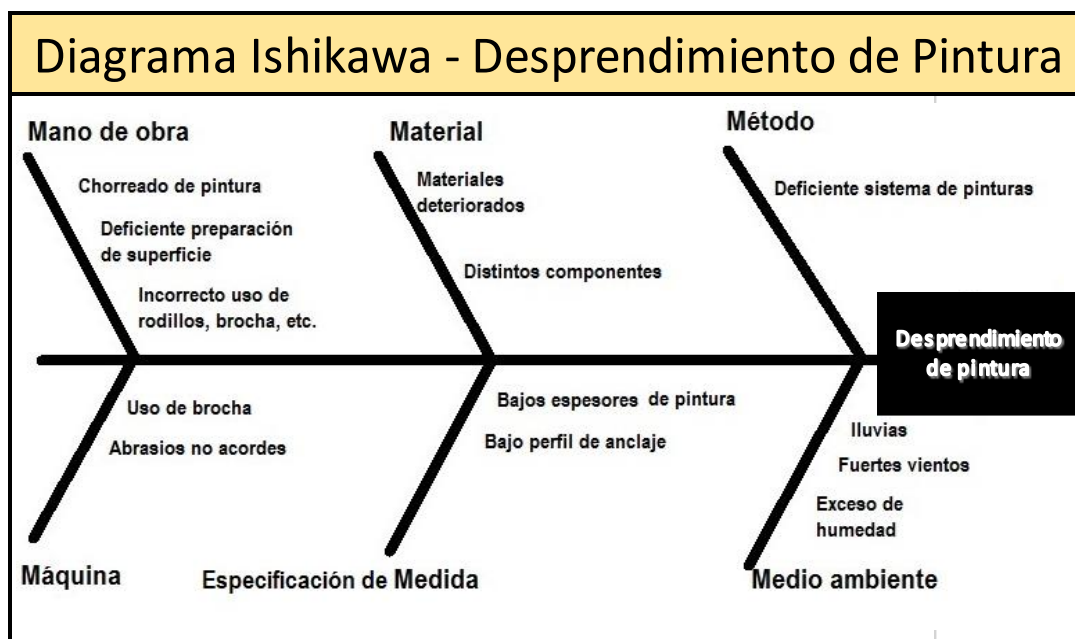 Diagrama Ishikawa - Desprendimiento de Pintura
Mano de obra
Chorreado de pintura
Deficiente preparación
de superficie
Incorrecto uso de
rodillos, brocha, etc.
Material
Materiales
deteriorados
Distintos componentes
Método
Deficiente sistema de pinturas
Desprendimiento
de pintura
Uso de brocha
Abrasios no acordes
Máquina
Bajos espesores de pintura
Bajo perfil de anclaje
Especificación de Medida
lluvias
Fuertes vientos
Exceso de
humedad
Medio ambiente